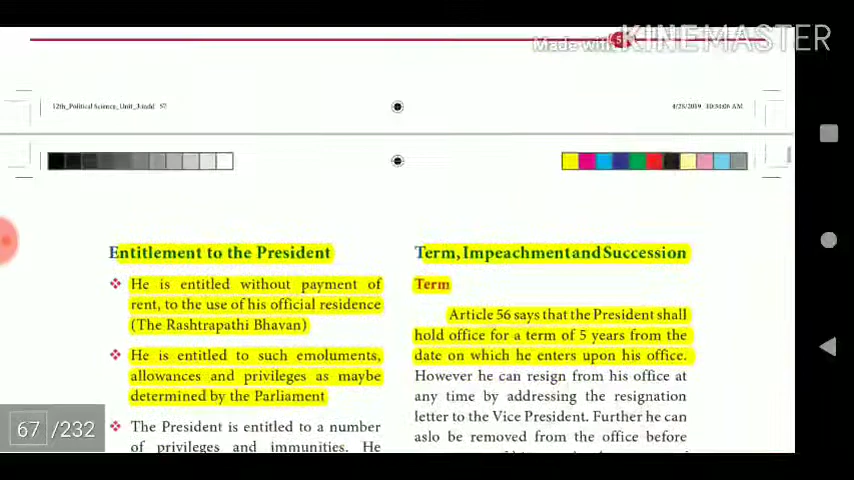 Made with KINEMASTER
5
12th_Political Science_Unit_3.indd 57
4/25/2019 10:34:06 AM
Entitlement to the President
❖ He is entitled without payment of
rent, to the use of his official residence
(The Rashtrapathi Bhavan)
❖ He is entitled to such emoluments,
allowances and privileges as maybe
determined by the Parliament
❖ The President is entitled to a number
of privileges and immunities. He
Term, Impeachment and Succession
Term
Article 56 says that the President shall
hold office for a term of 5 years from the
date on which he enters upon his office.
However he can resign from his office at
any time by addressing the resignation
letter to the Vice President. Further he can
aslo be removed from the office before
67 /232